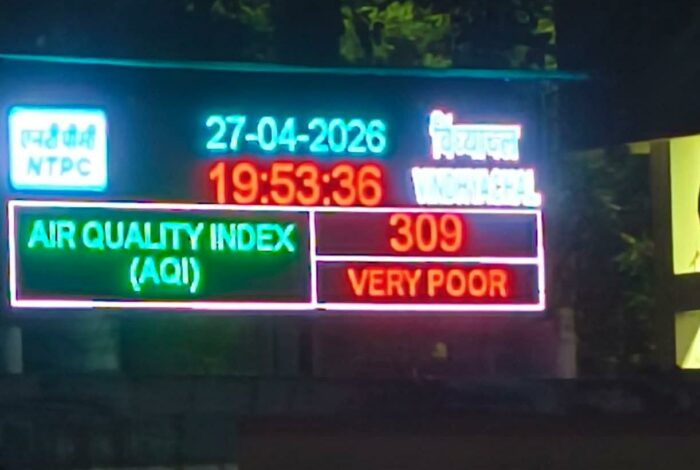 एनटीपीसी
NTPC
27-04-2026
विंध्याचल
19:53:36
VINDHYACHAL
AIR QUALITY INDEX
(AQI)
309
VERY POOR